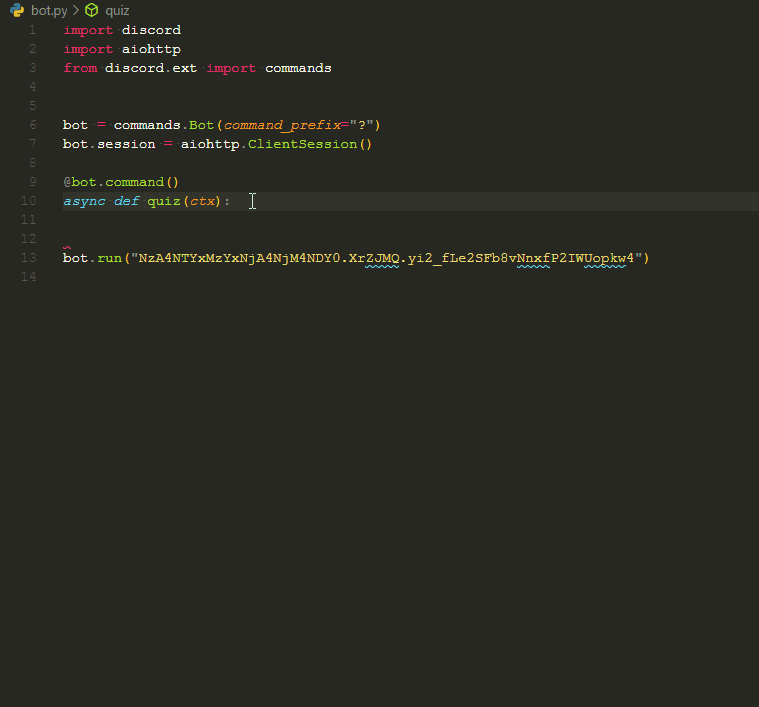 bot.py > quiz
1 import discord
2 import aiohttp
3 from discord.ext import commands
4
5
6 bot = commands.Bot(command_prefix="?")
7 bot.session = aiohttp.ClientSession()
8
9 @bot.command()
10 async def quiz(ctx):
11
12
13 bot.run("NzA4NTYxMzYxNjA4NjM4NDY0.XrZJMQ.yi2_fLe2SFb8vNnxfP2IWUopkw4")
14